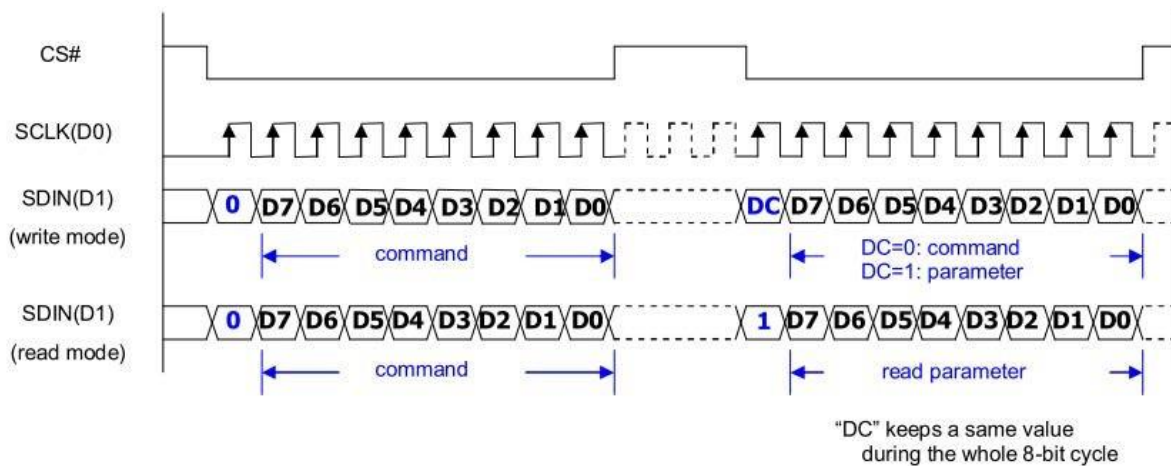 CS#
SCLK(D0)
SDIN(D1)
(write mode)
0 D7 D6 D5 D4 D3 D2 D1 D0
DC D7 D6 D5 D4 D3 D2 D1 D0
command
DC=0: command
DC=1: parameter
SDIN(D1)
(read mode)
0 D7 D6 D5 D4 D3 D2 D1 D0
1 D7 D6 D5 D4 D3 D2 D1 D0
command
read parameter
“DC” keeps a same value
during the whole 8-bit cycle